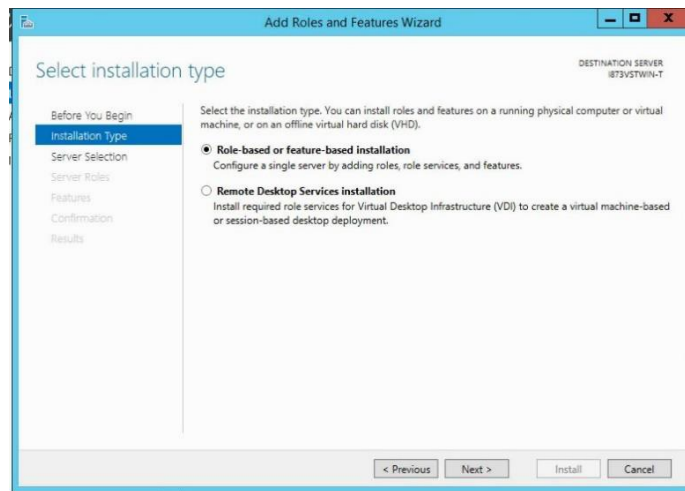 Add Roles and Features Wizard
Select installation type
DESTINATION SERVER
I873VSTWIN-T
Before You Begin
Installation Type
Server Selection
Server Roles
Features
Confirmation
Results
Select the installation type. You can install roles and features on a running physical computer or virtual
machine, or on an offline virtual hard disk (VHD).
Role-based or feature-based installation
Configure a single server by adding roles, role services, and features.
Remote Desktop Services installation
Install required role services for Virtual Desktop Infrastructure (VDI) to create a virtual machine-based
or session-based desktop deployment.
< Previous
Next >
Install
Cancel